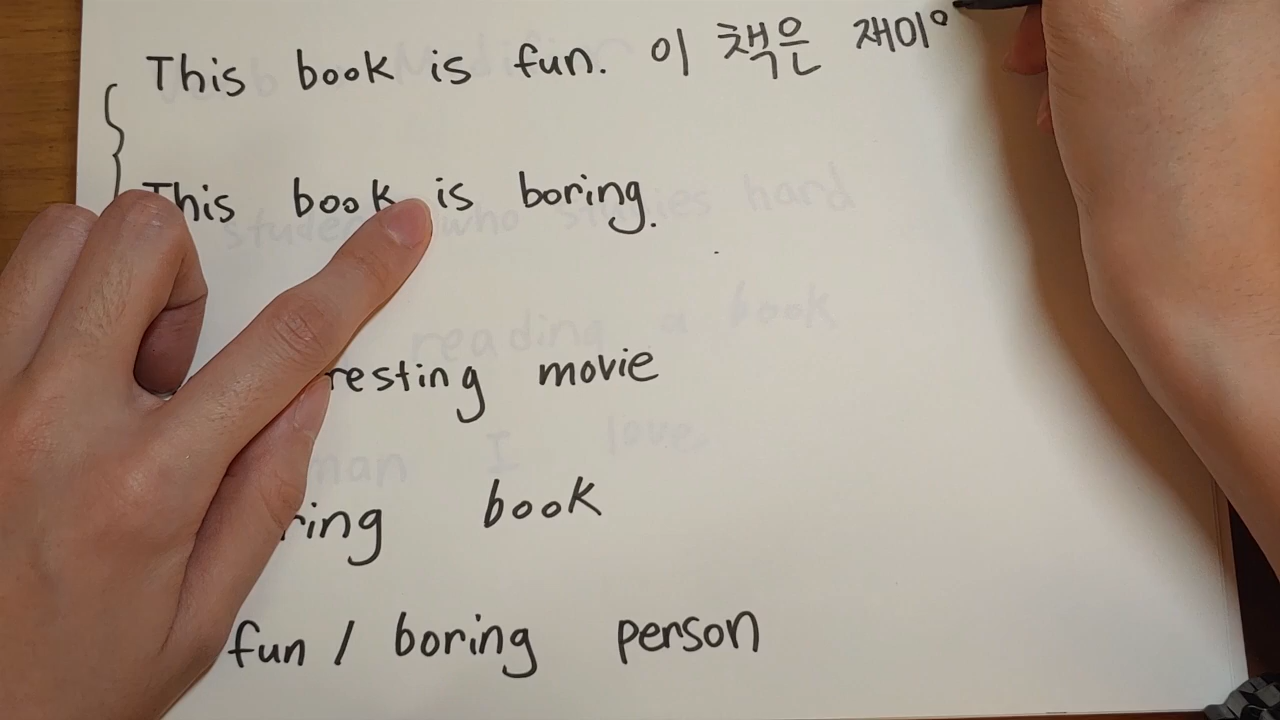 This book is fun. 이 책은 재미
This book is boring.
resting movie
ring book
fun / boring person